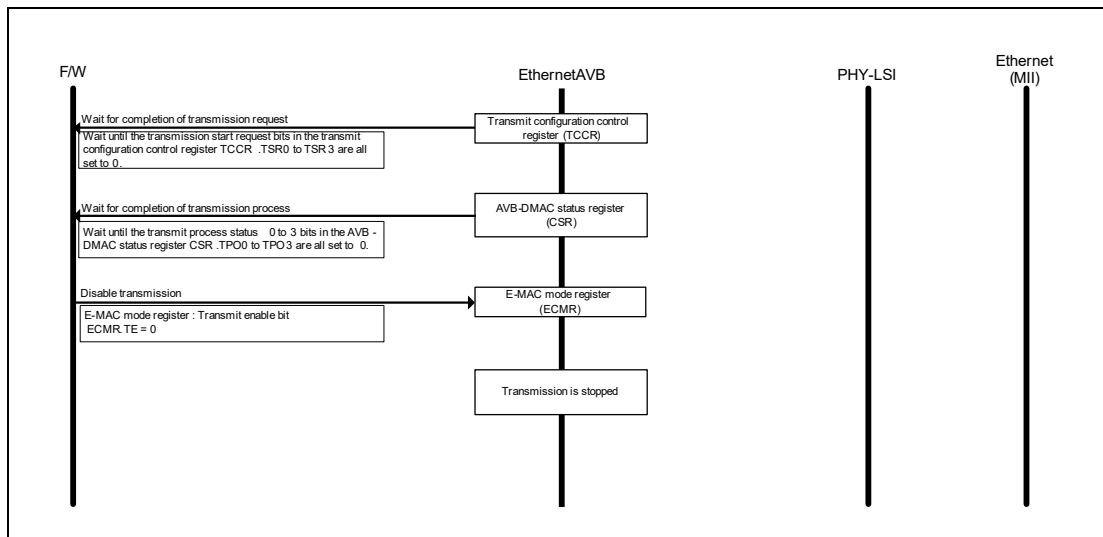 F/W
EthernetAVB
PHY-LSI
Ethernet
(MII)
Wait for completion of transmission request
Transmit configuration control
register (TCCR)
Wait until the transmission start request bits in the transmit
configuration control register TCCR .TSR0 to TSR3 are all
set to 0.
Wait for completion of transmission process
AVB-DMAC status register
(CSR)
Wait until the transmit process status 0 to 3 bits in the AVB -
DMAC status register CSR .TPO0 to TPO3 are all set to 0.
Disable transmission
E-MAC mode register
(ECMR)
E-MAC mode register : Transmit enable bit
ECMR.TE = 0
Transmission is stopped